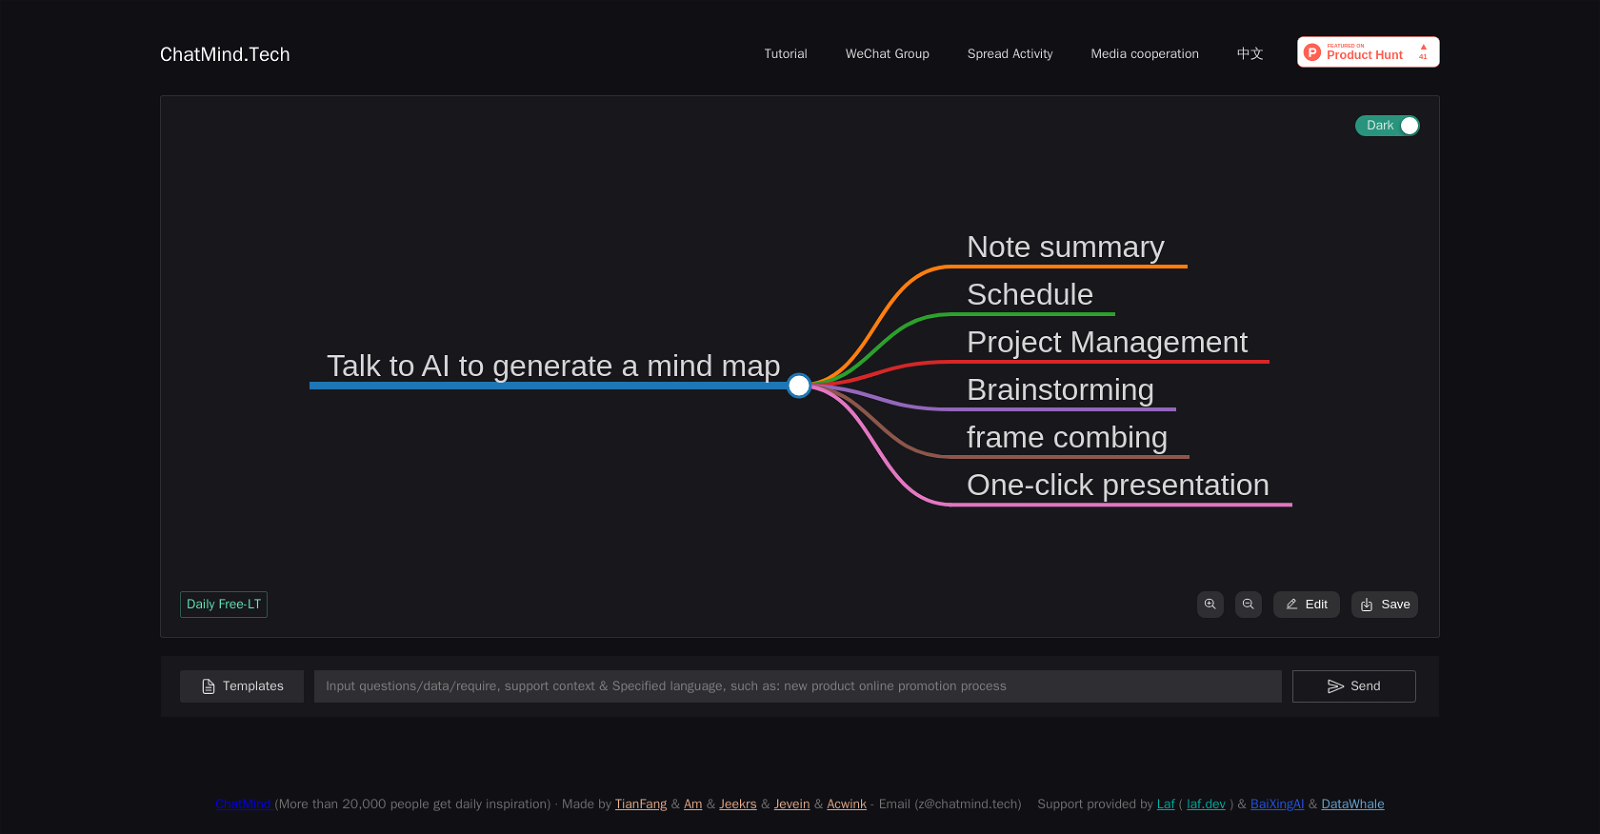 ChatMind.Tech
Tutorial WeChat Group Spread Activity Media cooperation 中文
FEATURED ON
Product Hunt
41
Dark
Note summary
Schedule
Project Management
Talk to AI to generate a mind map
Brainstorming
frame combing
One-click presentation
Daily Free-LT
Edit Save
Templates Input questions/data/require, support context & Specified language, such as: new product online promotion process Send
ChatMind (More than 20,000 people get daily inspiration) · Made by TianFang & Am & Jeekrs & Jevein & Acwink - Email (z@chatmind.tech) Support provided by Laf ( laf.dev ) & BaiXingAI & DataWhale